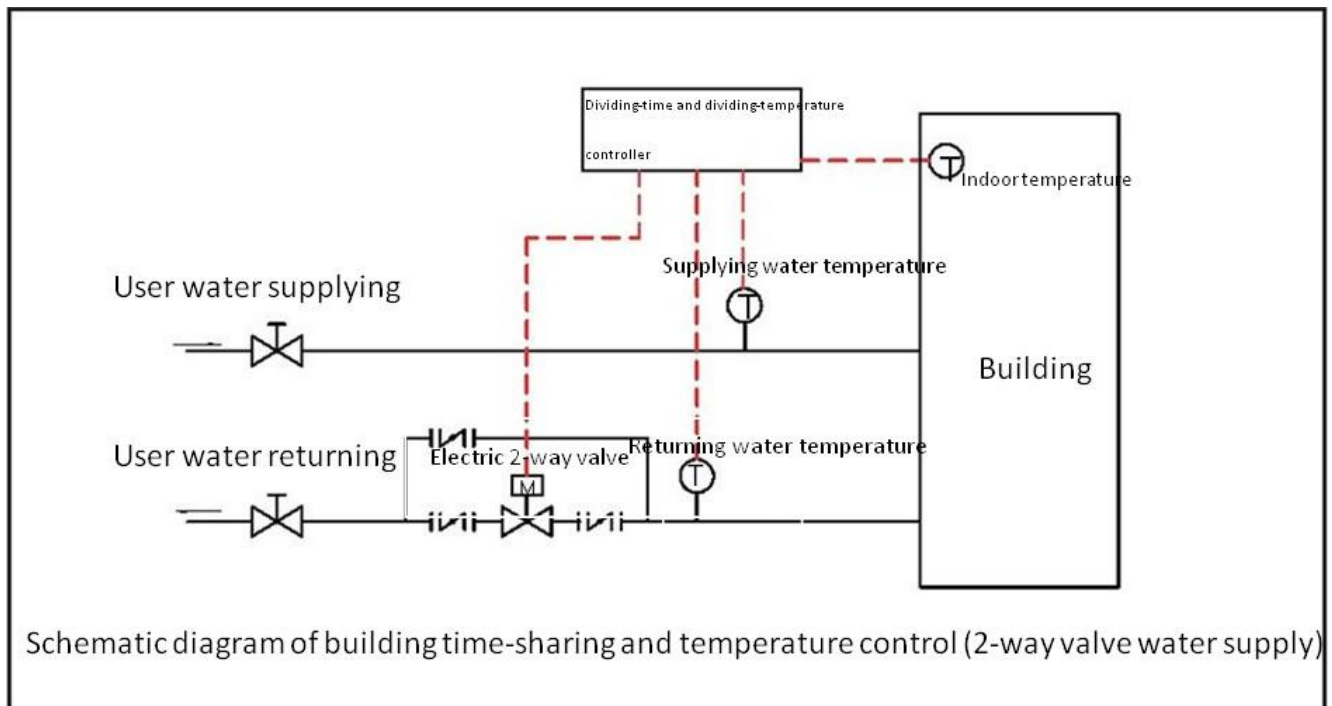 Dividing-time and dividing-temperature
controller
T
Indoor temperature
Supplying water temperature
T
User water supplying
Building
User water returning
Electric 2-way valve
Returning water temperature
M
T
Schematic diagram of building time-sharing and temperature control (2-way valve water supply)